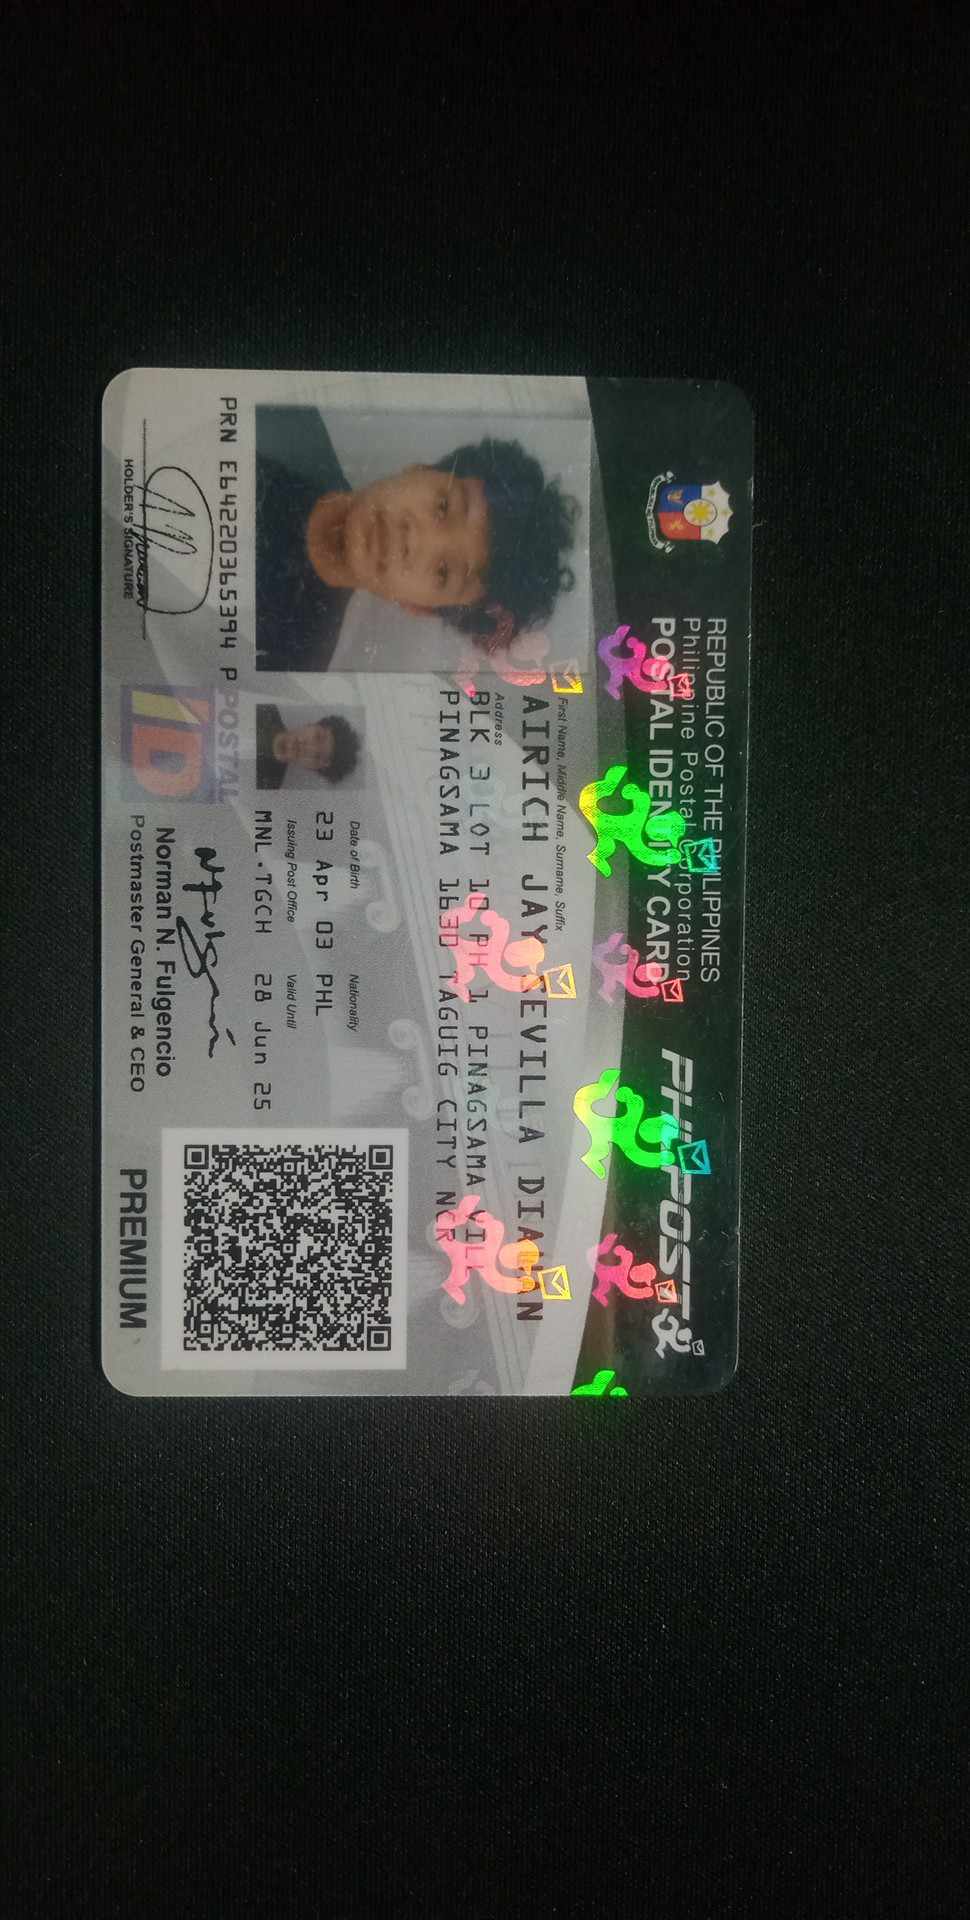 REPUBLIC OF THE PHILIPPINES
Philippine Postal Corporation
POSTAL IDENTITY CARD
PHLPOST
First Name, Middle Name, Surname, Suffix
AIRICH JAY SEVILLA
Address
BLK 3 LOT 10 PH 1 PINAGSAMA VILL
PINAGSAMA 1630 TAGUIG CITY NCR
Date of Birth Nationality
23 Apr 03 PHL
Issuing Post Office Valid Until
MNL-TGCH 28 Jun 25
PRN E64220365394 P
POSTAL
ID
HOLDER'S SIGNATURE
Norman N. Fulgencio
Postmaster General & CEO
PREMIUM